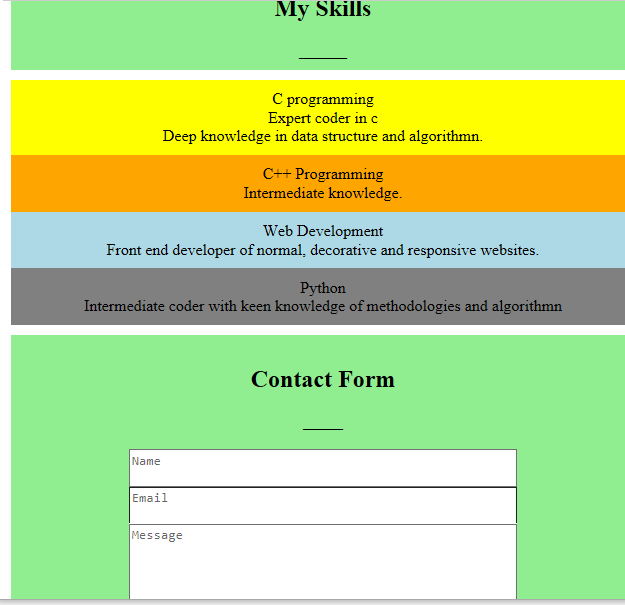 My Skills
C programming
Expert coder in c
Deep knowledge in data structure and algorithmn.
C++ Programming
Intermediate knowledge.
Web Development
Front end developer of normal, decorative and responsive websites.
Python
Intermediate coder with keen knowledge of methodologies and algorithmn
Contact Form
Name
Email
Message